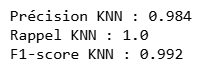 Précision KNN : 0.984
Rappel KNN : 1.0
F1-score KNN : 0.992